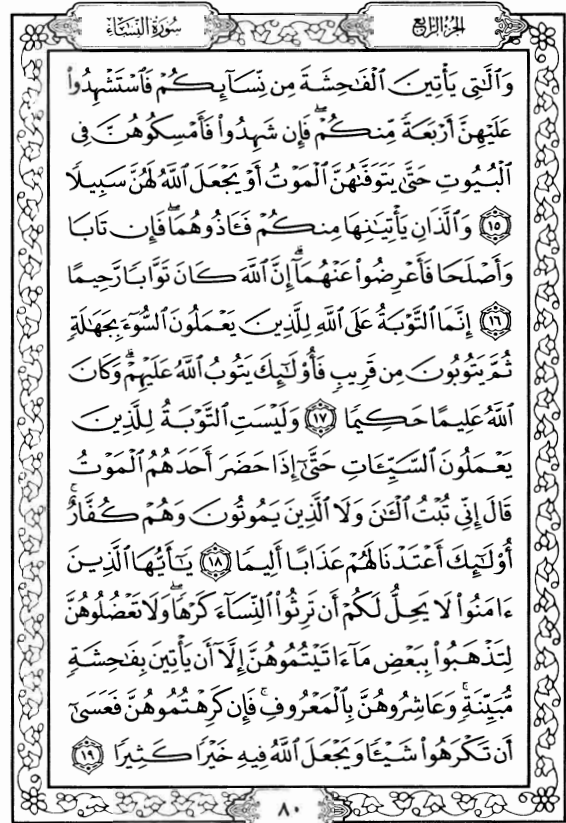 الجزء الرابع
سورة النساء
وَٱلَّٰتِى يَأْتِينَ ٱلْفَٰحِشَةَ مِن نِّسَآئِكُمْ فَٱسْتَشْهِدُوا۟
عَلَيْهِنَّ أَرْبَعَةً مِّنكُمْ ۖ فَإِن شَهِدُوا۟ فَأَمْسِكُوهُنَّ فِى
ٱلْبُيُوتِ حَتَّىٰ يَتَوَفَّىٰهُنَّ ٱلْمَوْتُ أَوْ يَجْعَلَ ٱللَّهُ لَهُنَّ سَبِيلًا
١٥ وَٱلَّذَانِ يَأْتِيَٰنِهَا مِنكُمْ فَـَٔاذُوهُمَا ۖ فَإِن تَابَا
وَأَصْلَحَا فَأَعْرِضُوا۟ عَنْهُمَآ ۗ إِنَّ ٱللَّهَ كَانَ تَوَّابًا رَّحِيمًا
١٦ إِنَّمَا ٱلتَّوْبَةُ عَلَى ٱللَّهِ لِلَّذِينَ يَعْمَلُونَ ٱلسُّوٓءَ بِجَهَٰلَةٍ
ثُمَّ يَتُوبُونَ مِن قَرِيبٍ فَأُو۟لَٰٓئِكَ يَتُوبُ ٱللَّهُ عَلَيْهِمْ ۗ وَكَانَ
ٱللَّهُ عَلِيمًا حَكِيمًا ١٧ وَلَيْسَتِ ٱلتَّوْبَةُ لِلَّذِينَ
يَعْمَلُونَ ٱلسَّيِّـَٔاتِ حَتَّىٰٓ إِذَا حَضَرَ أَحَدَهُمُ ٱلْمَوْتُ
قَالَ إِنِّى تُبْتُ ٱلْـَٰٔنَ وَلَا ٱلَّذِينَ يَمُوتُونَ وَهُمْ كُفَّارٌ ۚ
أُو۟لَٰٓئِكَ أَعْتَدْنَا لَهُمْ عَذَابًا أَلِيمًا ١٨ يَٰٓأَيُّهَا ٱلَّذِينَ
ءَامَنُوا۟ لَا يَحِلُّ لَكُمْ أَن تَرِثُوا۟ ٱلنِّسَآءَ كَرْهًا ۖ وَلَا تَعْضُلُوهُنَّ
لِتَذْهَبُوا۟ بِبَعْضِ مَآ ءَاتَيْتُمُوهُنَّ إِلَّآ أَن يَأْتِينَ بِفَٰحِشَةٍ
مُّبَيِّنَةٍ ۚ وَعَاشِرُوهُنَّ بِٱلْمَعْرُوفِ ۚ فَإِن كَرِهْتُمُوهُنَّ فَعَسَىٰٓ
أَن تَكْرَهُوا۟ شَيْـًٔا وَيَجْعَلَ ٱللَّهُ فِيهِ خَيْرًا كَثِيرًا ١٩
٨٠